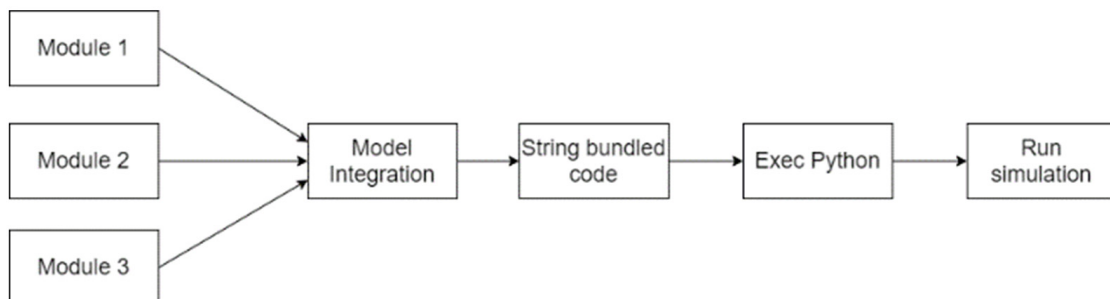 Module 1
Module 2
Module 3
Model
Integration
String bundled
code
Exec Python
Run
simulation